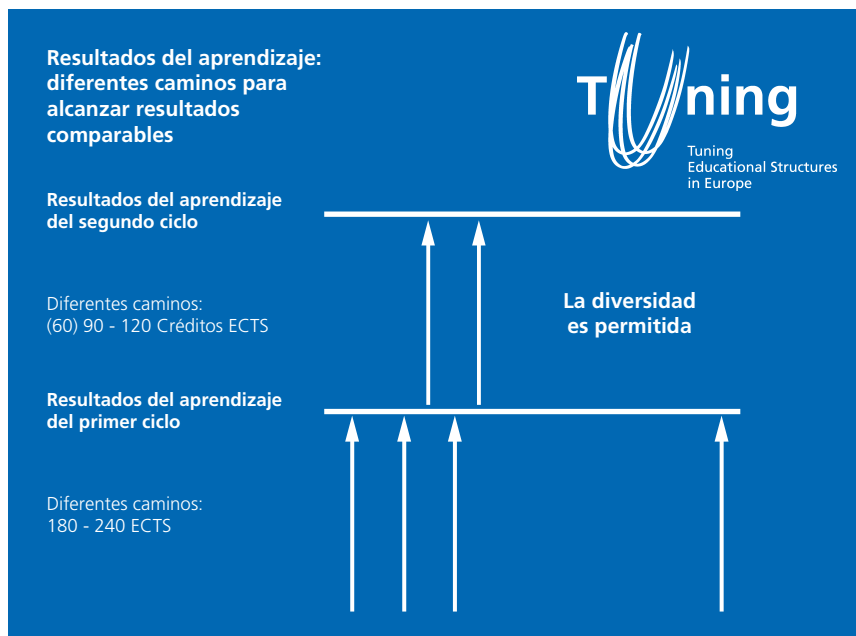 Resultados del aprendizaje:
diferentes caminos para
alcanzar resultados
comparables
Tuning
Tuning
Educational Structures
in Europe
Resultados del aprendizaje
del segundo ciclo
Diferentes caminos:
(60) 90 - 120 Créditos ECTS
La diversidad
es permitida
Resultados del aprendizaje
del primer ciclo
Diferentes caminos:
180 - 240 ECTS